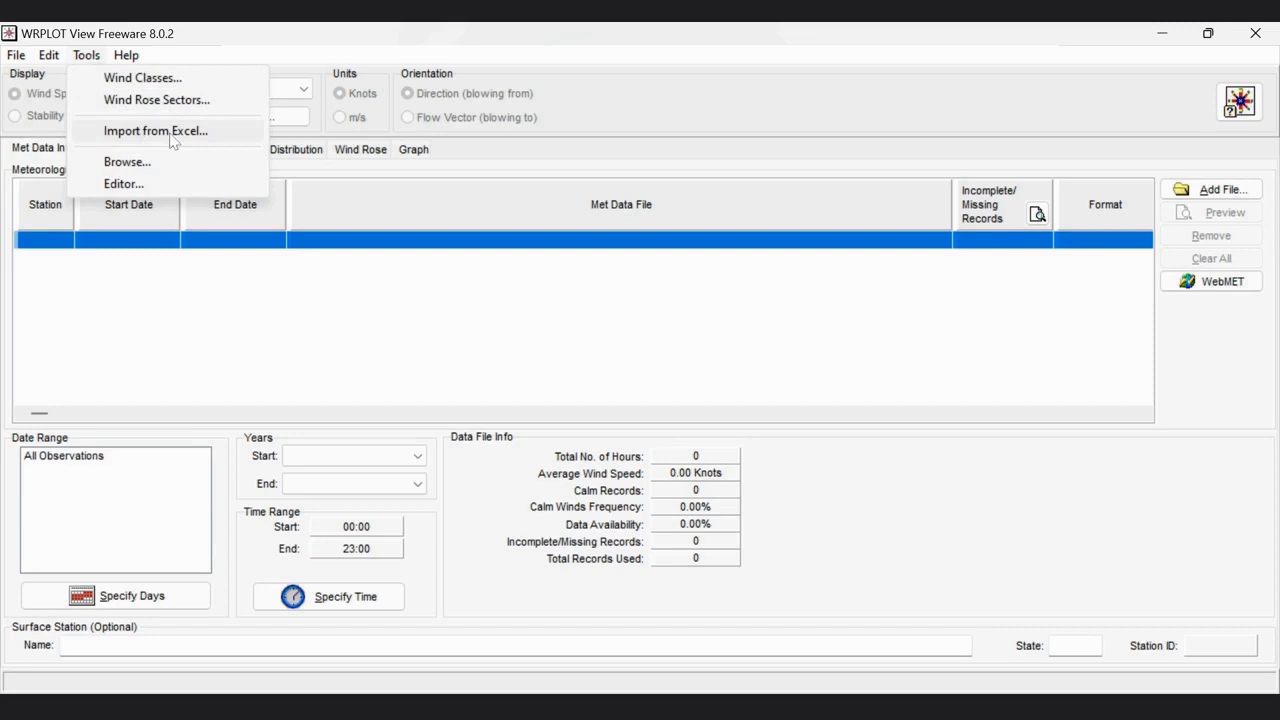 WRPLOT View Freeware 8.0.2
File Edit Tools Help
Display
Wind Sp
Stability
Wind Classes...
Wind Rose Sectors...
Import from Excel...
Browse...
Editor...
...
Units
Knots
m/s
Orientation
Direction (blowing from)
Flow Vector (blowing to)
Met Data In
Distribution Wind Rose Graph
Meteorolog
Station Start Date End Date Met Data File
Incomplete/
Missing
Records
Format
Add File...
Preview
Remove
Clear All
WebMET
Date Range
All Observations
Specify Days
Years
Start:
End:
Time Range
Start: 00:00
End: 23:00
Specify Time
Data File Info
Total No. of Hours: 0
Average Wind Speed: 0.00 Knots
Calm Records: 0
Calm Winds Frequency: 0.00%
Data Availability: 0.00%
Incomplete/Missing Records: 0
Total Records Used: 0
Surface Station (Optional)
Name: State: Station ID: